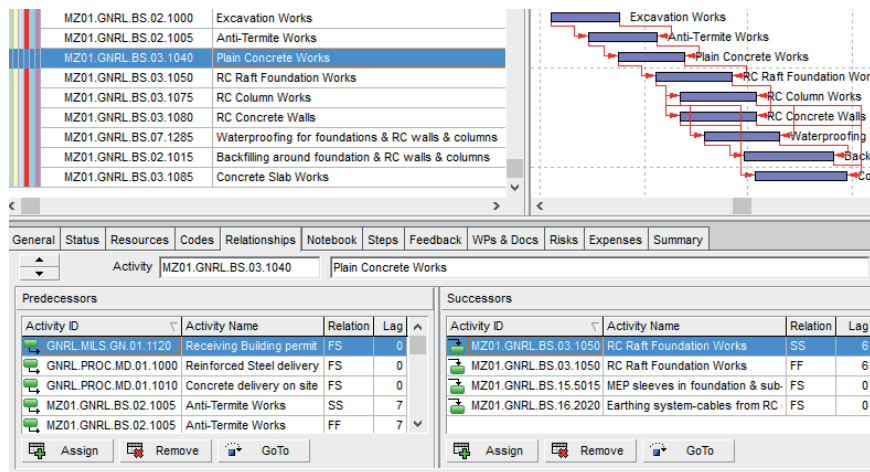 MZ01.GNRL.BS.02.1000 Excavation Works Excavation Works
MZ01.GNRL.BS.02.1005 Anti-Termite Works Anti-Termite Works
MZ01.GNRL.BS.03.1040 Plain Concrete Works Plain Concrete Works
MZ01.GNRL.BS.03.1050 RC Raft Foundation Works RC Raft Foundation Wor
MZ01.GNRL.BS.03.1075 RC Column Works RC Column Works
MZ01.GNRL.BS.03.1080 RC Concrete Walls RC Concrete Walls
MZ01.GNRL.BS.07.1285 Waterproofing for foundations & RC walls & columns Waterproofing
MZ01.GNRL.BS.02.1015 Backfilling around foundation & RC walls & columns Back
MZ01.GNRL.BS.03.1085 Concrete Slab Works Co
General Status Resources Codes Relationships Notebook Steps Feedback WPs & Docs Risks Expenses Summary
Activity MZ01.GNRL.BS.03.1040 Plain Concrete Works
Predecessors Successors
Activity ID Activity Name Relation Lag Activity ID Activity Name Relation Lag
GNRL.MILS.GN.01.1120 Receiving Building permit FS 0 MZ01.GNRL.BS.03.1050 RC Raft Foundation Works SS 6
GNRL.PROC.MD.01.1000 Reinforced Steel delivery FS 0 MZ01.GNRL.BS.03.1050 RC Raft Foundation Works FF 6
GNRL.PROC.MD.01.1010 Concrete delivery on site FS 0 MZ01.GNRL.BS.15.5015 MEP sleeves in foundation & sub- FS 0
MZ01.GNRL.BS.02.1005 Anti-Termite Works SS 7 MZ01.GNRL.BS.16.2020 Earthing system-cables from RC FS 0
MZ01.GNRL.BS.02.1005 Anti-Termite Works FF 7
Assign Remove GoTo Assign Remove GoTo